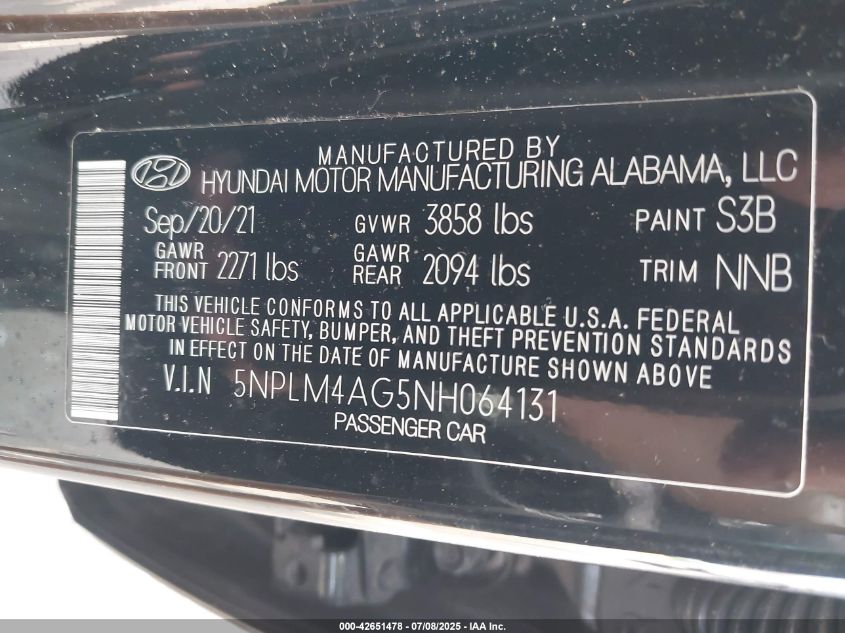 MANUFACTURED BY
HYUNDAI MOTOR MANUFACTURING ALABAMA, LLC
Sep/20/21 GVWR 3858 lbs PAINT S3B
GAWR FRONT 2271 lbs GAWR REAR 2094 lbs TRIM NNB
THIS VEHICLE CONFORMS TO ALL APPLICABLE U.S.A. FEDERAL
MOTOR VEHICLE SAFETY, BUMPER, AND THEFT PREVENTION STANDARDS
IN EFFECT ON THE DATE OF MANUFACTURE SHOWN ABOVE
V.I.N 5NPLM4AG5NH064131
PASSENGER CAR
000-42651478 - 07/08/2025 - IAA Inc.